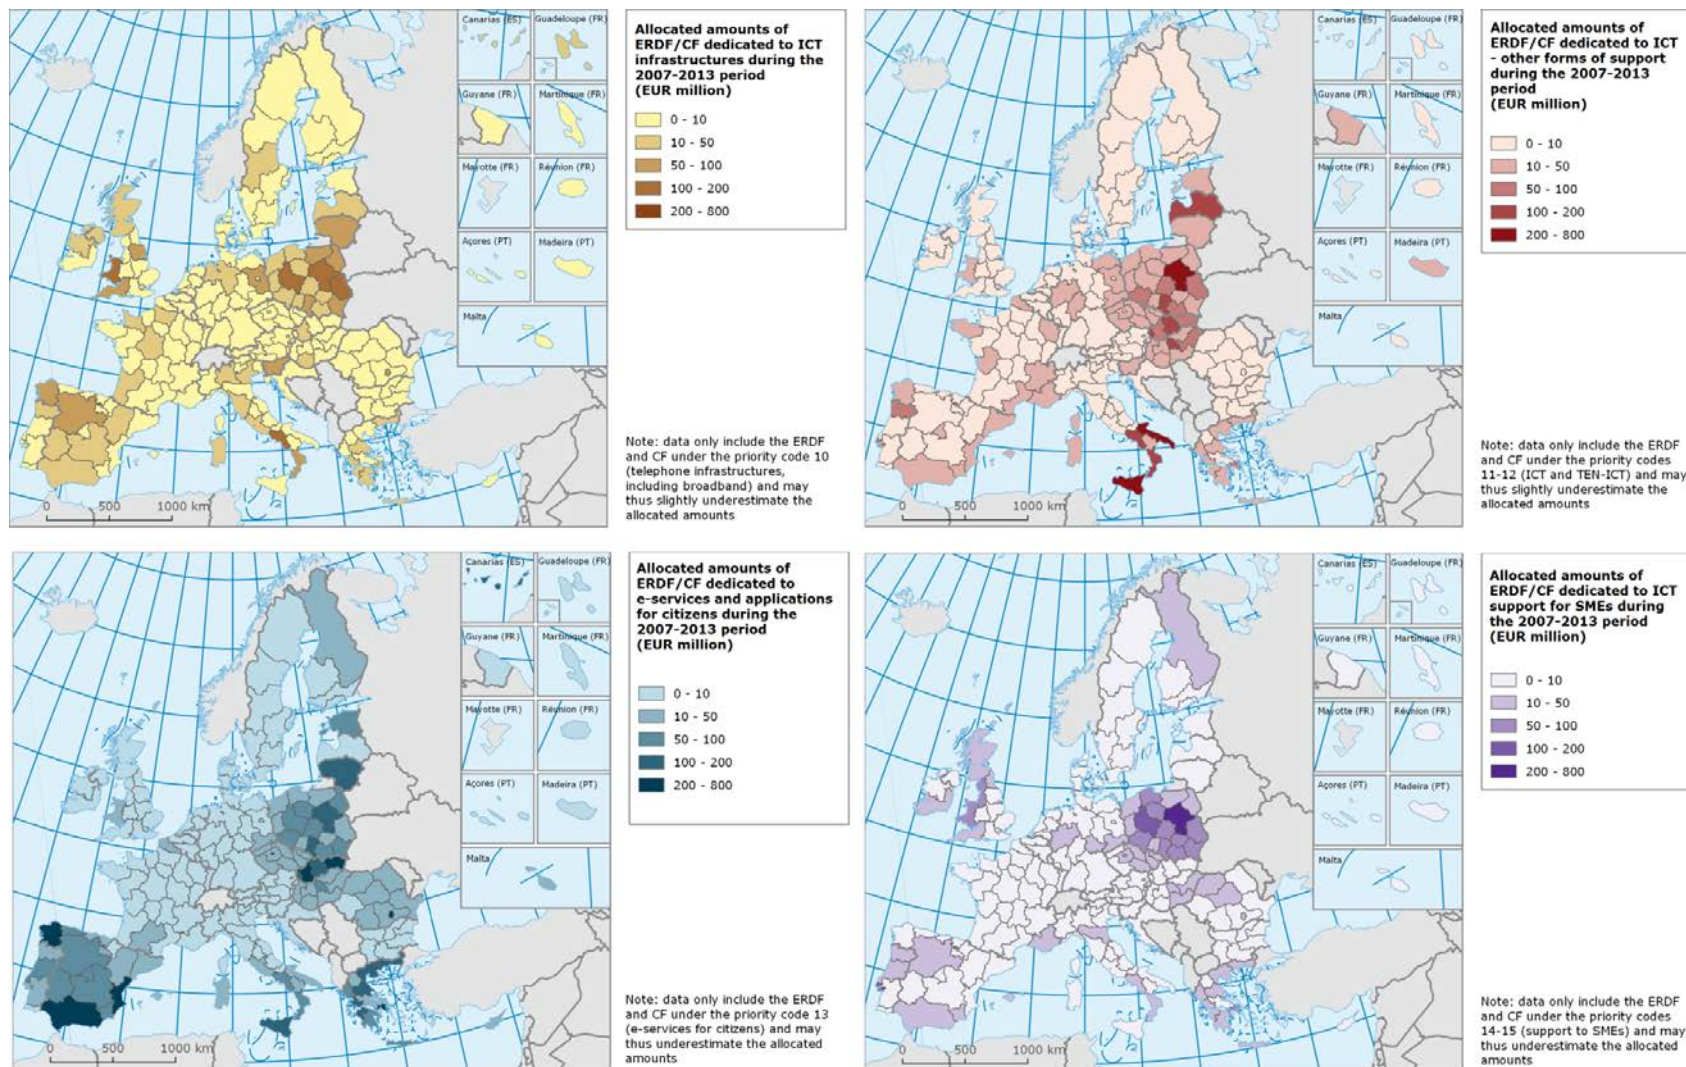 Canarias (ES)
Guadeloupe (FR)
Guyane (FR)
Martinique (FR)
Mayotte (FR)
Réunion (FR)
Açores (PT)
Madeira (PT)
Malta
0 500 1000 km
Allocated amounts of
ERDF/CF dedicated to ICT
infrastructures during the
2007-2013 period
(EUR million)
0 - 10
10 - 50
50 - 100
100 - 200
200 - 800
Note: data only include the ERDF
and CF under the priority code 10
(telephone infrastructures,
including broadband) and may
thus slightly underestimate the
allocated amounts
Canarias (ES)
Guadeloupe (FR)
Guyane (FR)
Martinique (FR)
Mayotte (FR)
Réunion (FR)
Açores (PT)
Madeira (PT)
Malta
0 500 1000 km
Allocated amounts of
ERDF/CF dedicated to ICT
- other forms of support
during the 2007-2013
period
(EUR million)
0 - 10
10 - 50
50 - 100
100 - 200
200 - 800
Note: data only include the ERDF
and CF under the priority codes
11-12 (ICT and TEN-ICT) and may
thus slightly underestimate the
allocated amounts
Canarias (ES)
Guadeloupe (FR)
Guyane (FR)
Martinique (FR)
Mayotte (FR)
Réunion (FR)
Açores (PT)
Madeira (PT)
Malta
0 500 1000 km
Allocated amounts of
ERDF/CF dedicated to
e-services and applications
for citizens during the
2007-2013 period
(EUR million)
0 - 10
10 - 50
50 - 100
100 - 200
200 - 800
Note: data only include the ERDF
and CF under the priority code 13
(e-services for citizens) and may
thus underestimate the allocated
amounts
Canarias (ES)
Guadeloupe (FR)
Guyane (FR)
Martinique (FR)
Mayotte (FR)
Réunion (FR)
Açores (PT)
Madeira (PT)
Malta
0 500 1000 km
Allocated amounts of
ERDF/CF dedicated to ICT
support for SMEs during
the 2007-2013 period
(EUR million)
0 - 10
10 - 50
50 - 100
100 - 200
200 - 800
Note: data only include the ERDF
and CF under the priority codes
14-15 (support to SMEs) and may
thus underestimate the allocated
amounts